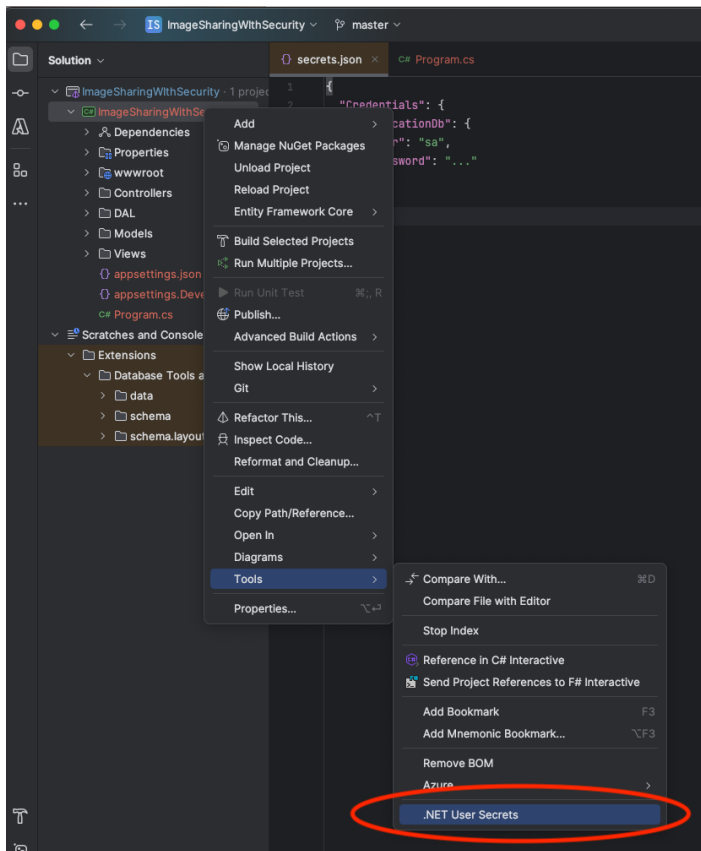 IS ImageSharingWIthSecurity master
Solution
secrets.json
C# Program.cs
ImageSharingWIthSecurity · 1 projec
ImageSharingWithSe
Dependencies
Properties
wwwroot
Controllers
DAL
Models
Views
appsettings.json
appsettings.Deve
C# Program.cs
Scratches and Console
Extensions
Database Tools a
data
schema
schema.layout
1 {
2 "Credentials": {
cationDb": {
r": "sa",
sword": "..."
Add
Manage NuGet Packages
Unload Project
Reload Project
Entity Framework Core
Build Selected Projects
Run Multiple Projects...
Run Unit Test ⌘;, R
Publish...
Advanced Build Actions
Show Local History
Git
Refactor This... ^T
Inspect Code...
Reformat and Cleanup...
Edit
Copy Path/Reference...
Open In
Diagrams
Tools
Properties... ⌥⏎
Compare With... ⌘D
Compare File with Editor
Stop Index
Reference in C# Interactive
Send Project References to F# Interactive
Add Bookmark F3
Add Mnemonic Bookmark... ⌥F3
Remove BOM
Azure
.NET User Secrets